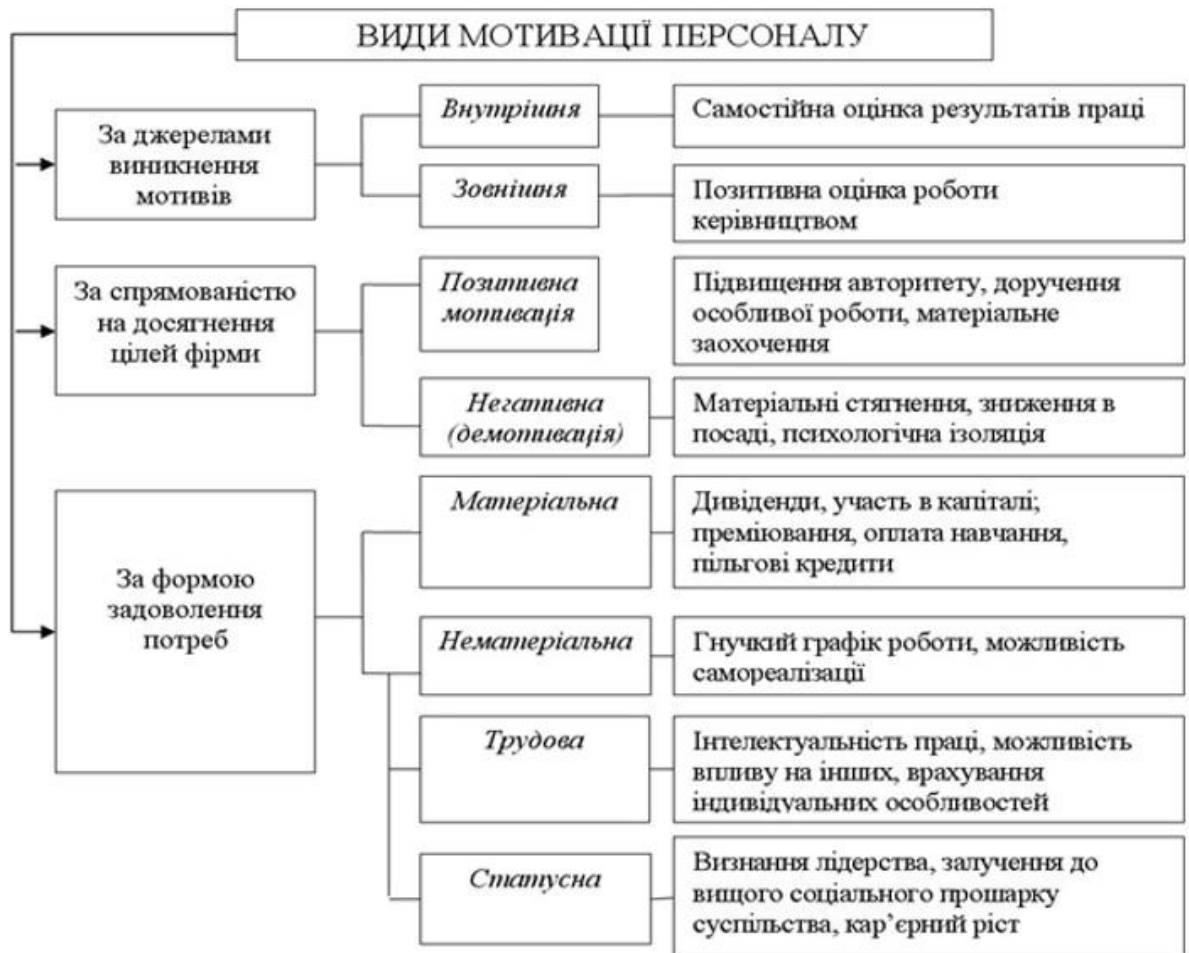 ВИДИ МОТИВАЦІЇ ПЕРСОНАЛУ
За джерелами
виникнення
мотивів
Внутрішня
Самостійна оцінка результатів праці
Зовнішня
Позитивна оцінка роботи
керівництвом
За спрямованістю
на досягнення
цілей фірми
Позитивна
мотивація
Підвищення авторитету, доручення
особливої роботи, матеріальне
заохочення
Негативна
(демотивація)
Матеріальні стягнення, зниження в
посаді, психологічна ізоляція
За формою
задоволення
потреб
Матеріальна
Дивіденди, участь в капіталі;
преміювання, оплата навчання,
пільгові кредити
Нематеріальна
Гнучкий графік роботи, можливість
самореалізації
Трудова
Інтелектуальність праці, можливість
впливу на інших, врахування
індивідуальних особливостей
Статусна
Визнання лідерства, залучення до
вищого соціального прошарку
суспільства, кар’єрний ріст